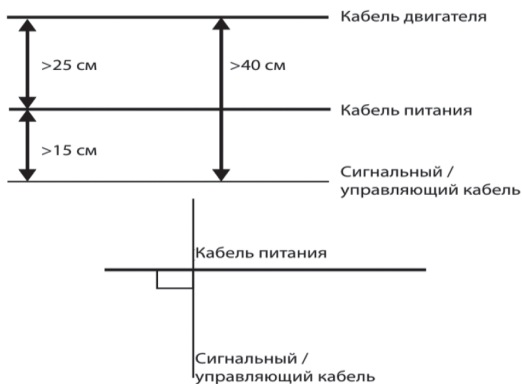 Кабель двигателя
>25 см
>40 см
Кабель питания
>15 см
Сигнальный /
управляющий кабель
Кабель питания
Сигнальный /
управляющий кабель